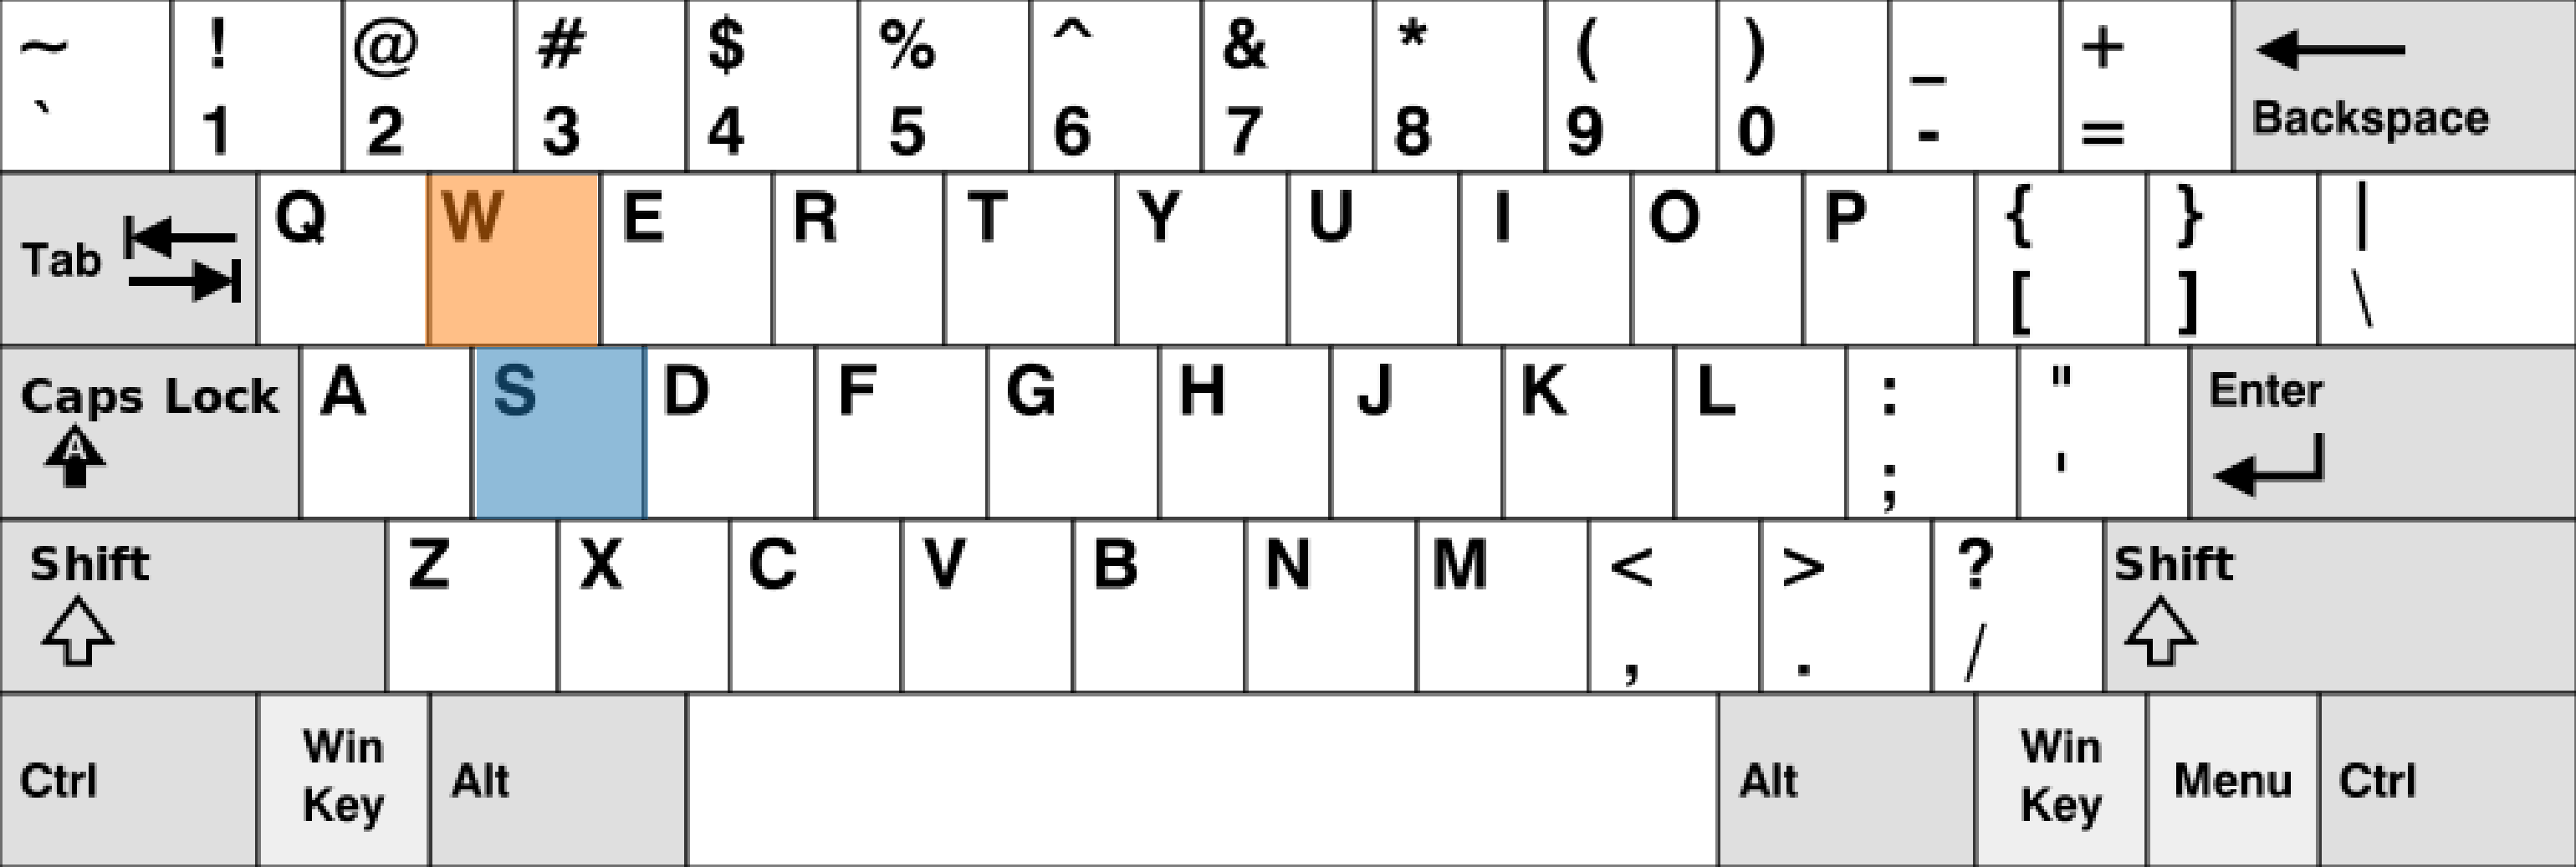 ~ ! @ # $ % ^ & * ( ) _ +
` 1 2 3 4 5 6 7 8 9 0 - = Backspace
Tab Q W E R T Y U I O P { } |
[ ] \
Caps Lock A S D F G H J K L : " Enter
A ; '
Shift Z X C V B N M < > ? Shift
, . /
Ctrl Win Key Alt Alt Win Key Menu Ctrl